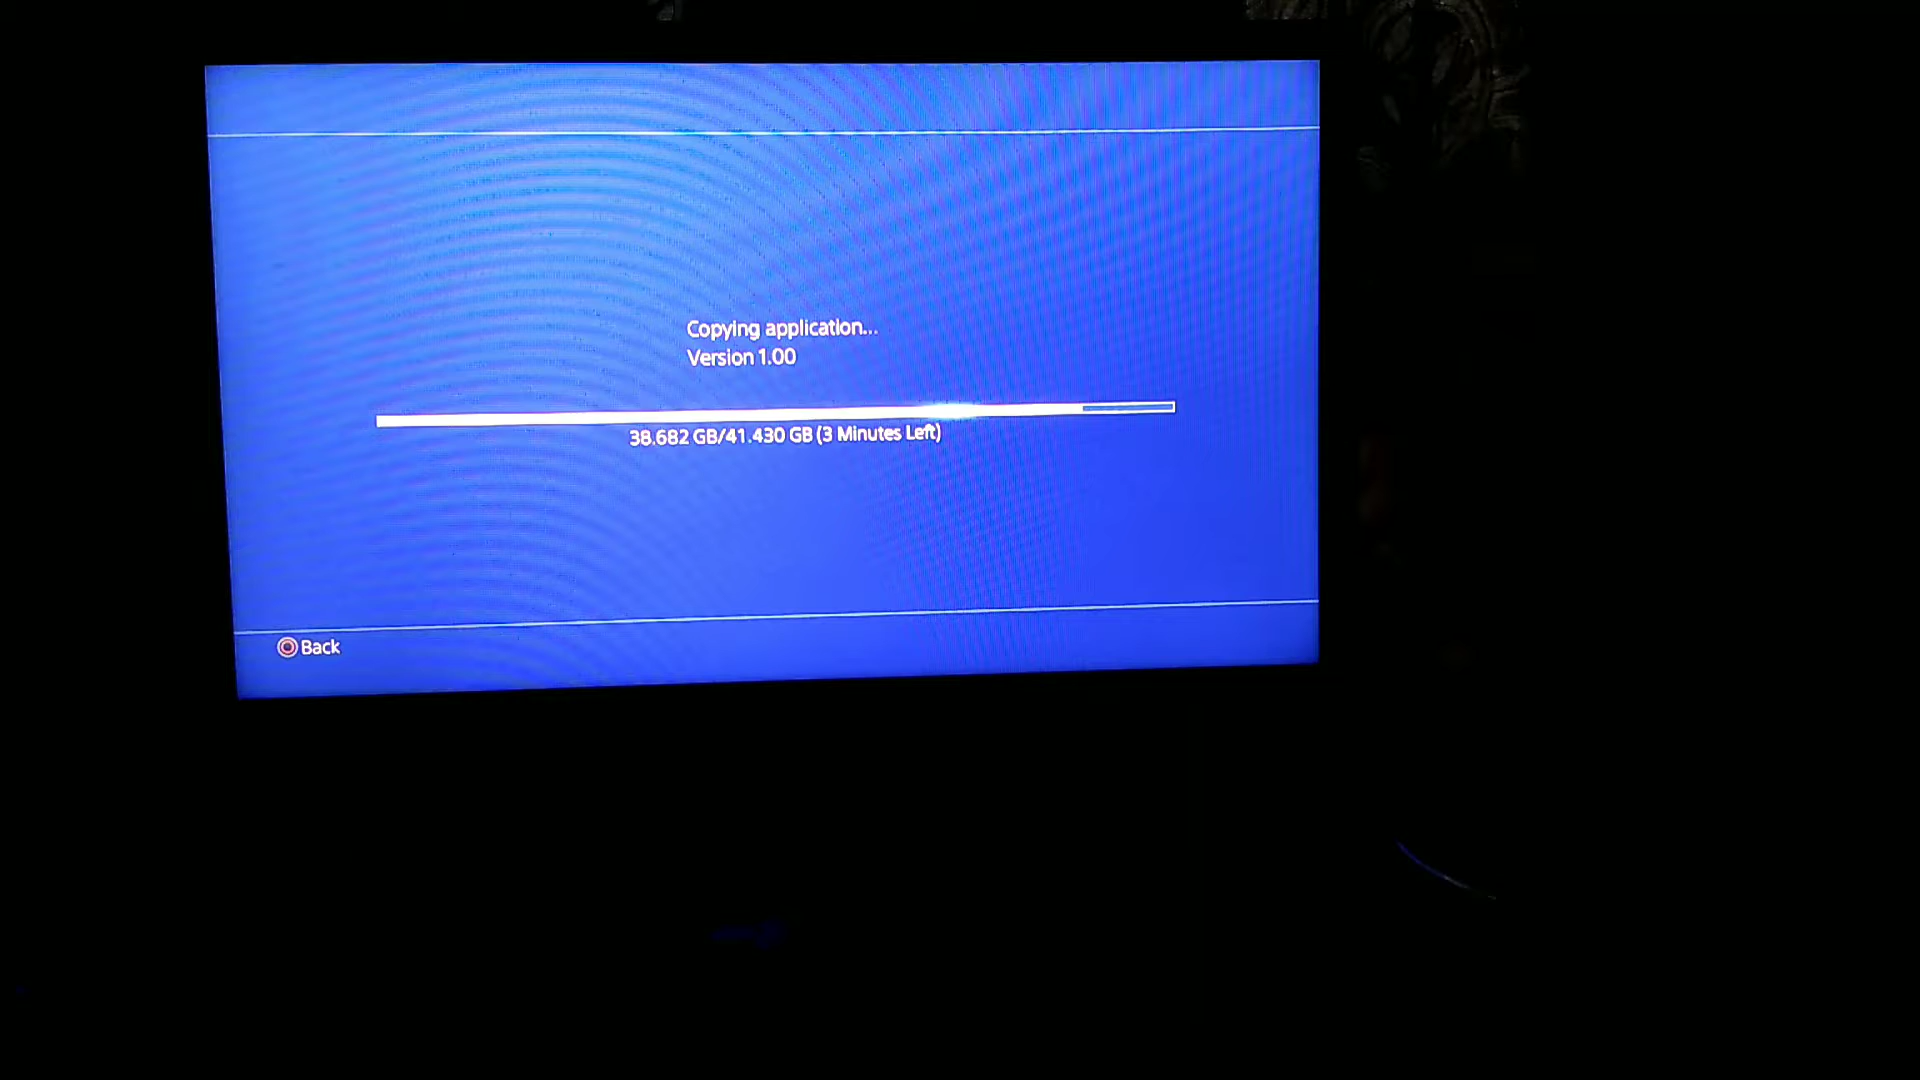 Copying application...
Version 1.00
38.682 GB/41.430 GB (3 Minutes Left)
Back